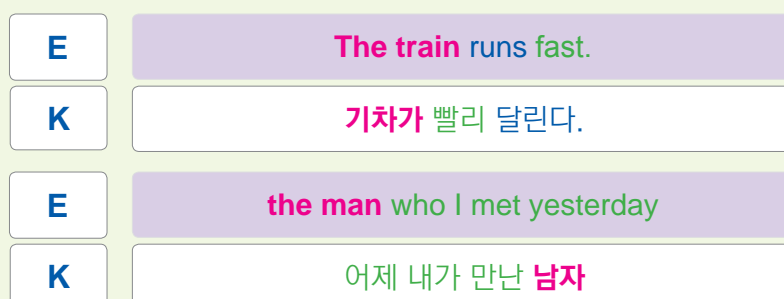 E
The train runs fast.
K
기차가 빨리 달린다.
E
the man who I met yesterday
K
어제 내가 만난 남자